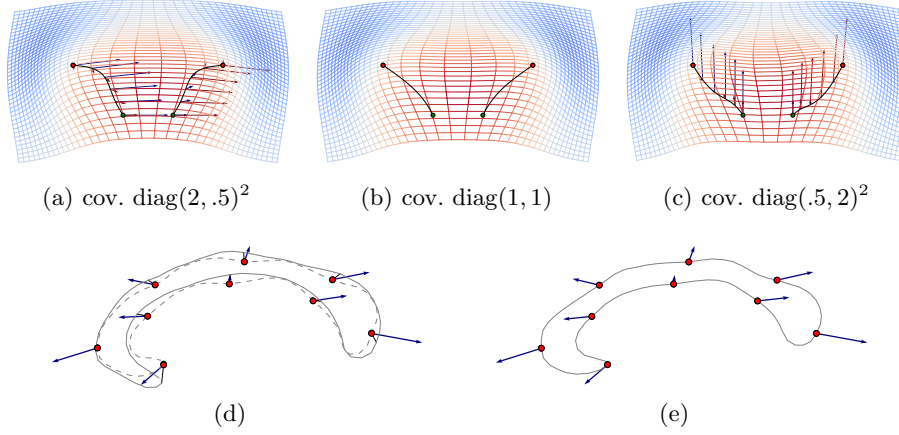 (a) cov. diag(2, .5)²
(b) cov. diag(1, 1)
(c) cov. diag(.5, 2)²
(d)
(e)